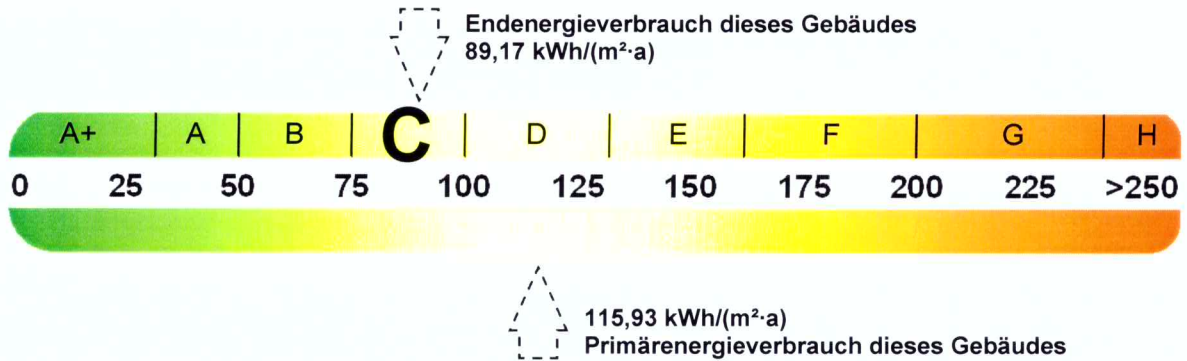 Endenergieverbrauch dieses Gebäudes
89,17 kWh/(m²·a)
A+ A B C D E F G H
0 25 50 75 100 125 150 175 200 225 >250
115,93 kWh/(m²·a)
Primärenergieverbrauch dieses Gebäudes